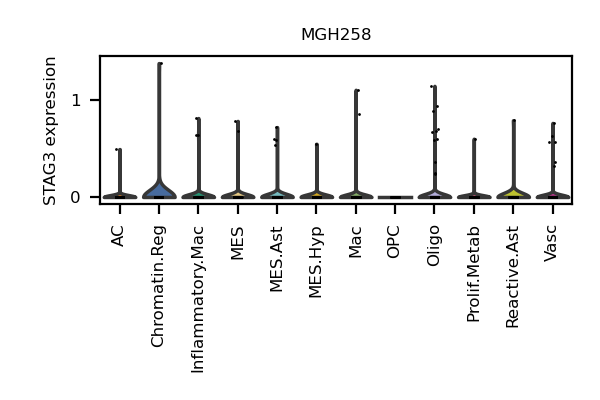 MGH258
STAG3 expression
1
0
AC
Chromatin.Reg
Inflammatory.Mac
MES
MES.Ast
MES.Hyp
Mac
OPC
Oligo
Prolif.Metab
Reactive.Ast
Vasc